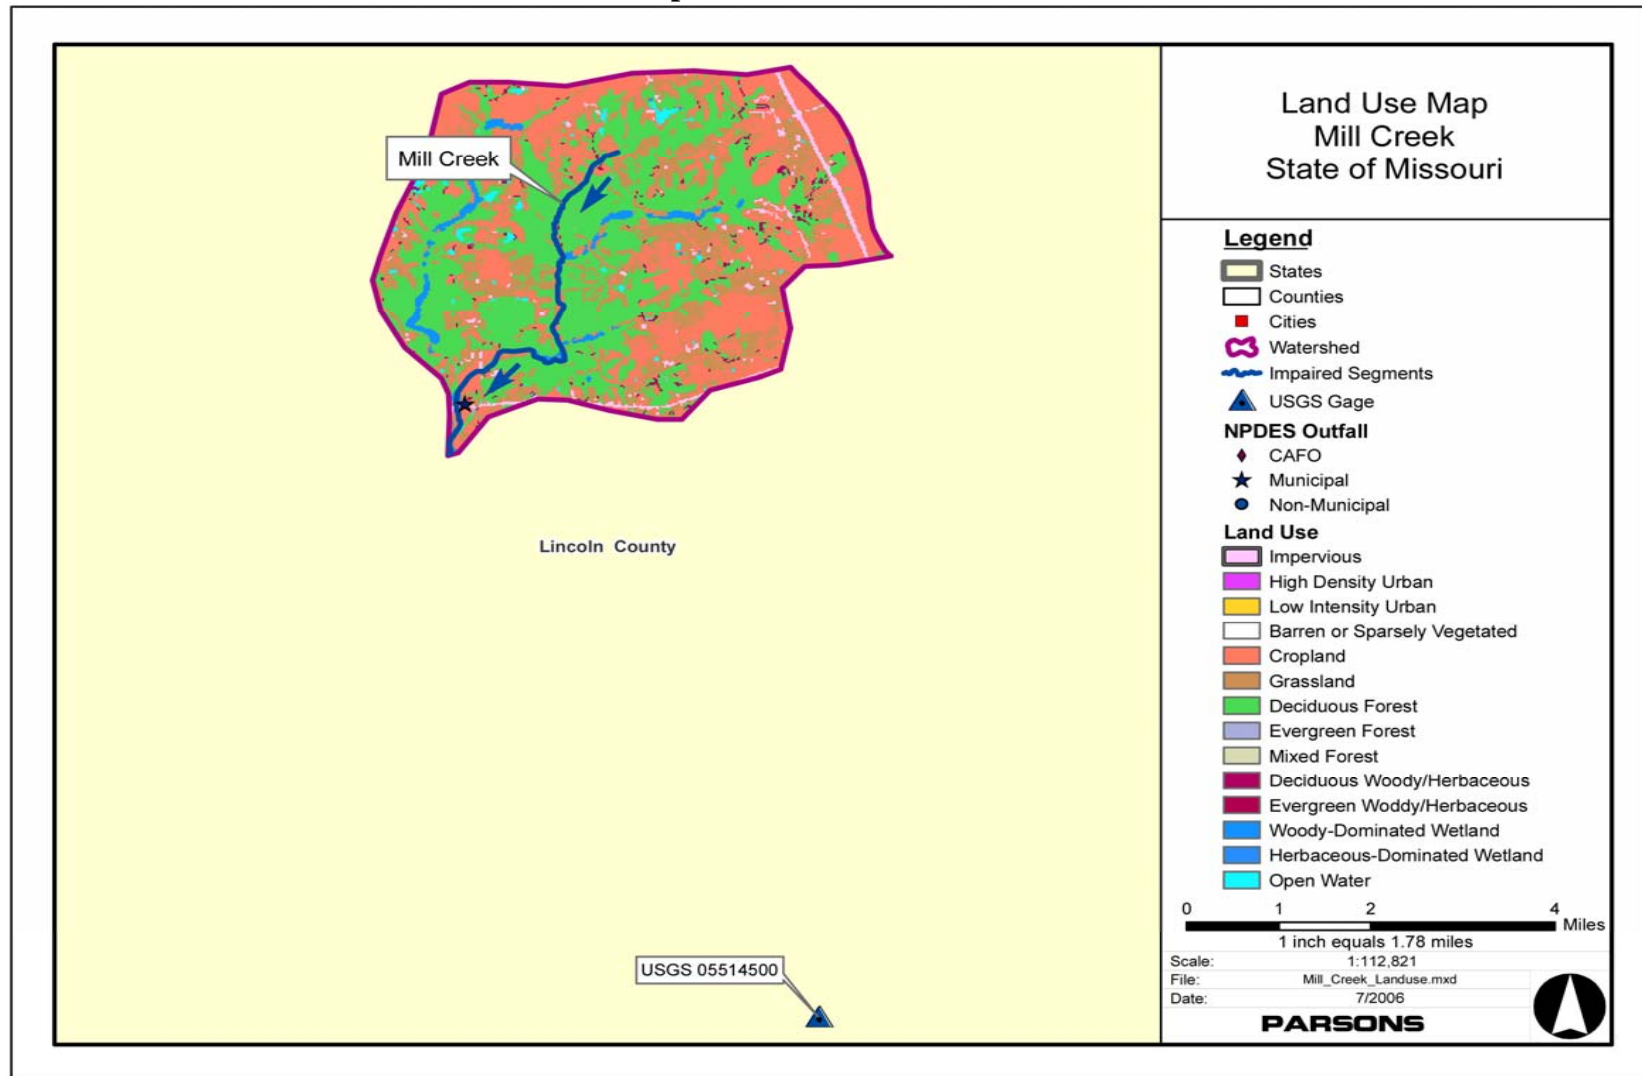 Land Use Map
Mill Creek
State of Missouri
Mill Creek
Lincoln County
USGS 05514500
Legend
States
Counties
Cities
Watershed
Impaired Segments
USGS Gage
NPDES Outfall
CAFO
Municipal
Non-Municipal
Land Use
Impervious
High Density Urban
Low Intensity Urban
Barren or Sparsely Vegetated
Cropland
Grassland
Deciduous Forest
Evergreen Forest
Mixed Forest
Deciduous Woody/Herbaceous
Evergreen Woddy/Herbaceous
Woody-Dominated Wetland
Herbaceous-Dominated Wetland
Open Water
0 1 2 4
Miles
1 inch equals 1.78 miles
Scale: 1:112,821
File: Mill_Creek_Landuse.mxd
Date: 7/2006
PARSONS